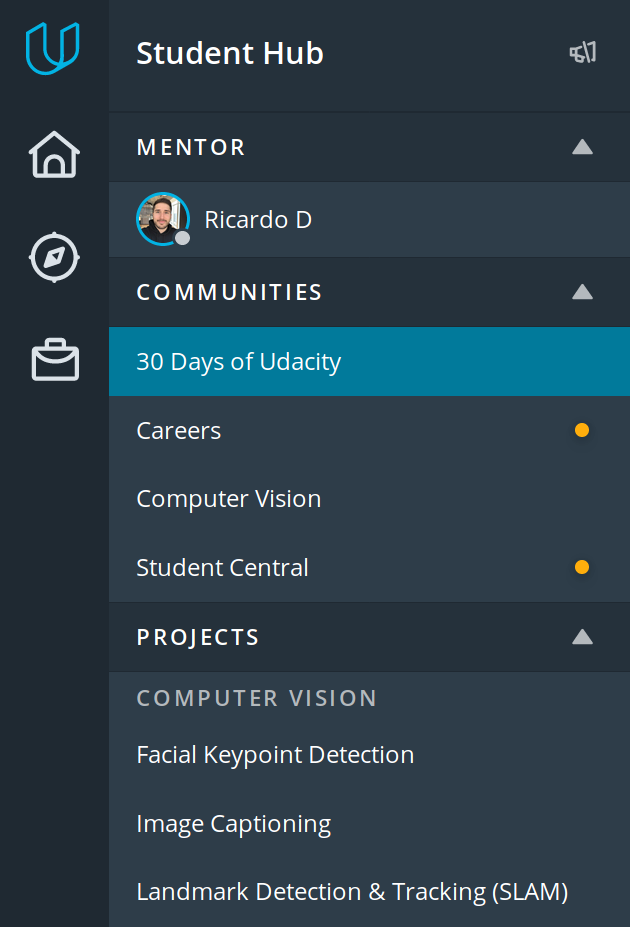 Student Hub
MENTOR
Ricardo D
COMMUNITIES
30 Days of Udacity
Careers
Computer Vision
Student Central
PROJECTS
COMPUTER VISION
Facial Keypoint Detection
Image Captioning
Landmark Detection & Tracking (SLAM)